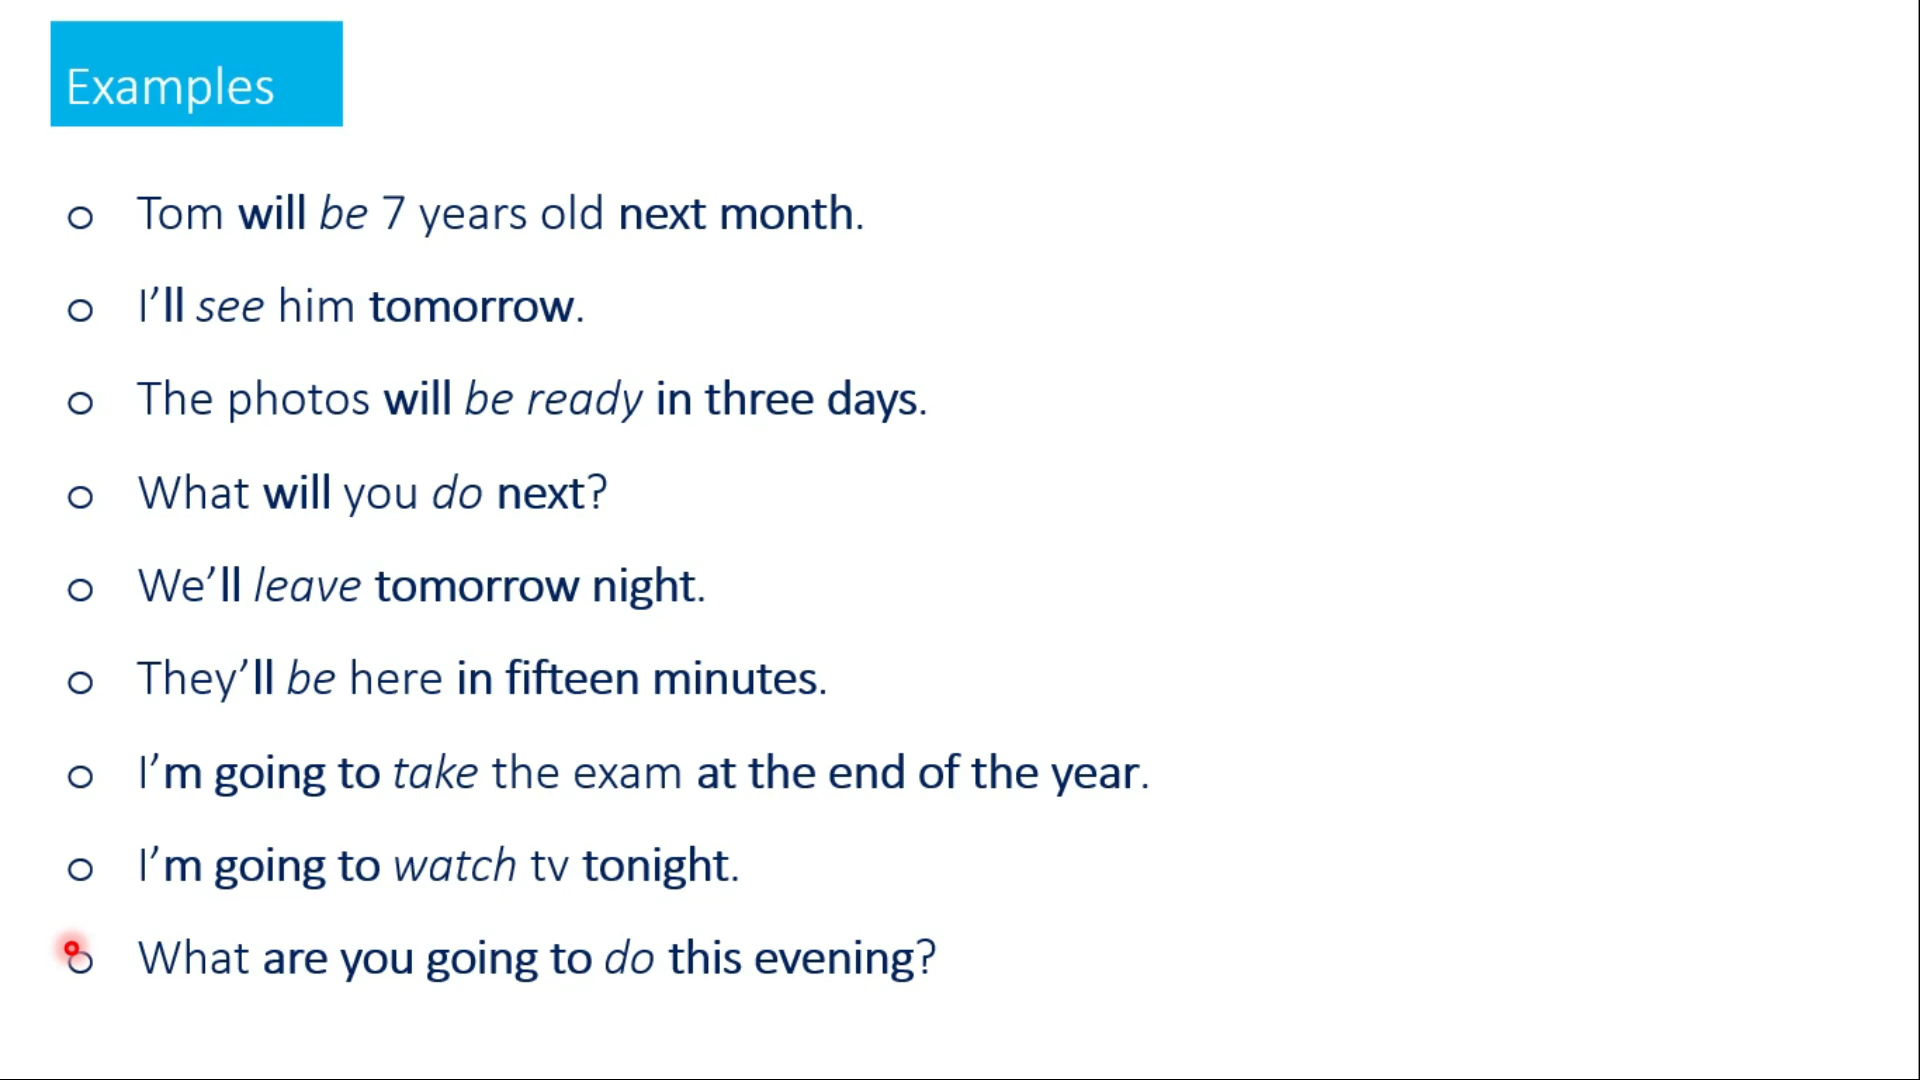 Examples
o Tom will be 7 years old next month.
o I’ll see him tomorrow.
o The photos will be ready in three days.
o What will you do next?
o We’ll leave tomorrow night.
o They’ll be here in fifteen minutes.
o I’m going to take the exam at the end of the year.
o I’m going to watch tv tonight.
o What are you going to do this evening?